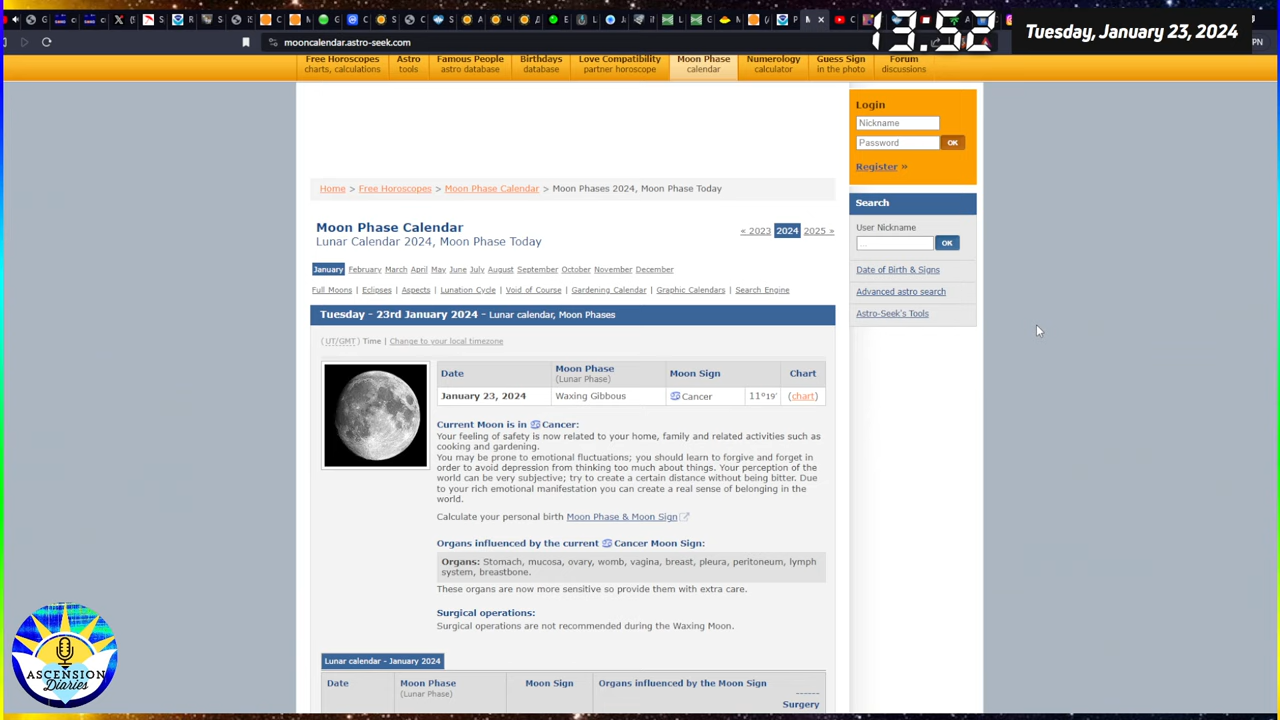 13:52
Tuesday, January 23, 2024
mooncalendar.astro-seek.com
Free Horoscopes Astro Famous People Birthdays Love Compatibility Moon Phase Numerology Guess Sign Forum
charts, calculations tools astro database database partner horoscope calendar calculator in the photo discussions
Login
Nickname
Password OK
Register »
Home > Free Horoscopes > Moon Phase Calendar > Moon Phases 2024, Moon Phase Today
Search
User Nickname
... OK
Date of Birth & Signs
Advanced astro search
Astro-Seek's Tools
Moon Phase Calendar
« 2023 2024 2025 »
Lunar Calendar 2024, Moon Phase Today
January February March April May June July August September October November December
Full Moons | Eclipses | Aspects | Lunation Cycle | Void of Course | Gardening Calendar | Graphic Calendars | Search Engine
Tuesday - 23rd January 2024 - Lunar calendar, Moon Phases
(UT/GMT) Time | Change to your local timezone
Date Moon Phase Moon Sign Chart
(Lunar Phase)
January 23, 2024 Waxing Gibbous Cancer 11°19' (chart)
Current Moon is in Cancer:
Your feeling of safety is now related to your home, family and related activities such as
cooking and gardening.
You may be prone to emotional fluctuations; you should learn to forgive and forget in
order to avoid depression from thinking too much about things. Your perception of the
world can be very subjective; try to create a certain distance without being bitter. Due
to your rich emotional manifestation you can create a real sense of belonging in the
world.
Calculate your personal birth Moon Phase & Moon Sign
Organs influenced by the current Cancer Moon Sign:
Organs: Stomach, mucosa, ovary, womb, vagina, breast, pleura, peritoneum, lymph
system, breastbone.
These organs are now more sensitive so provide them with extra care.
Surgical operations:
Surgical operations are not recommended during the Waxing Moon.
Lunar calendar - January 2024
Date Moon Phase Moon Sign Organs influenced by the Moon Sign
(Lunar Phase) ------
Surgery
ASCENSION
Diaries